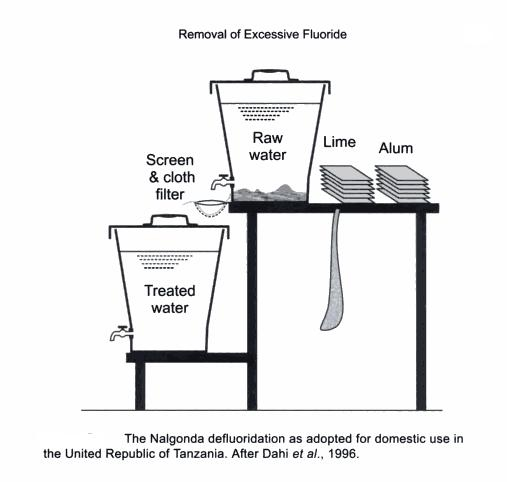 Removal of Excessive Fluoride
Raw
water
Lime
Alum
Screen
& cloth
filter
Treated
water
The Nalgonda defluoridation as adopted for domestic use in
the United Republic of Tanzania. After Dahi et al., 1996.